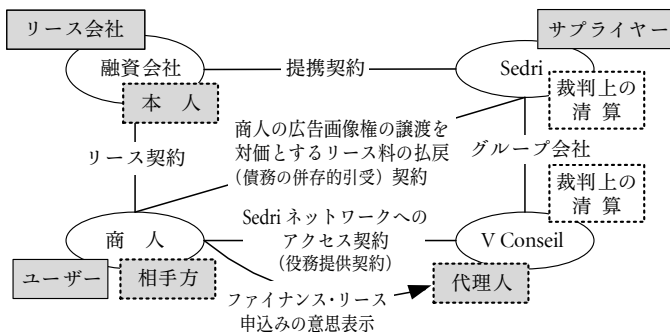 リース会社
サプライヤー
融資会社
提携契約
Sedri
本 人
裁判上の
清 算
商人の広告画像権の譲渡を
対価とするリース料の払戻
(債務の併存的引受)契約
リース契約
グループ会社
裁判上の
清 算
Sedri ネットワークへの
アクセス契約
(役務提供契約)
商 人
V Conseil
ユーザー
相手方
代理人
ファイナンス・リース
申込みの意思表示